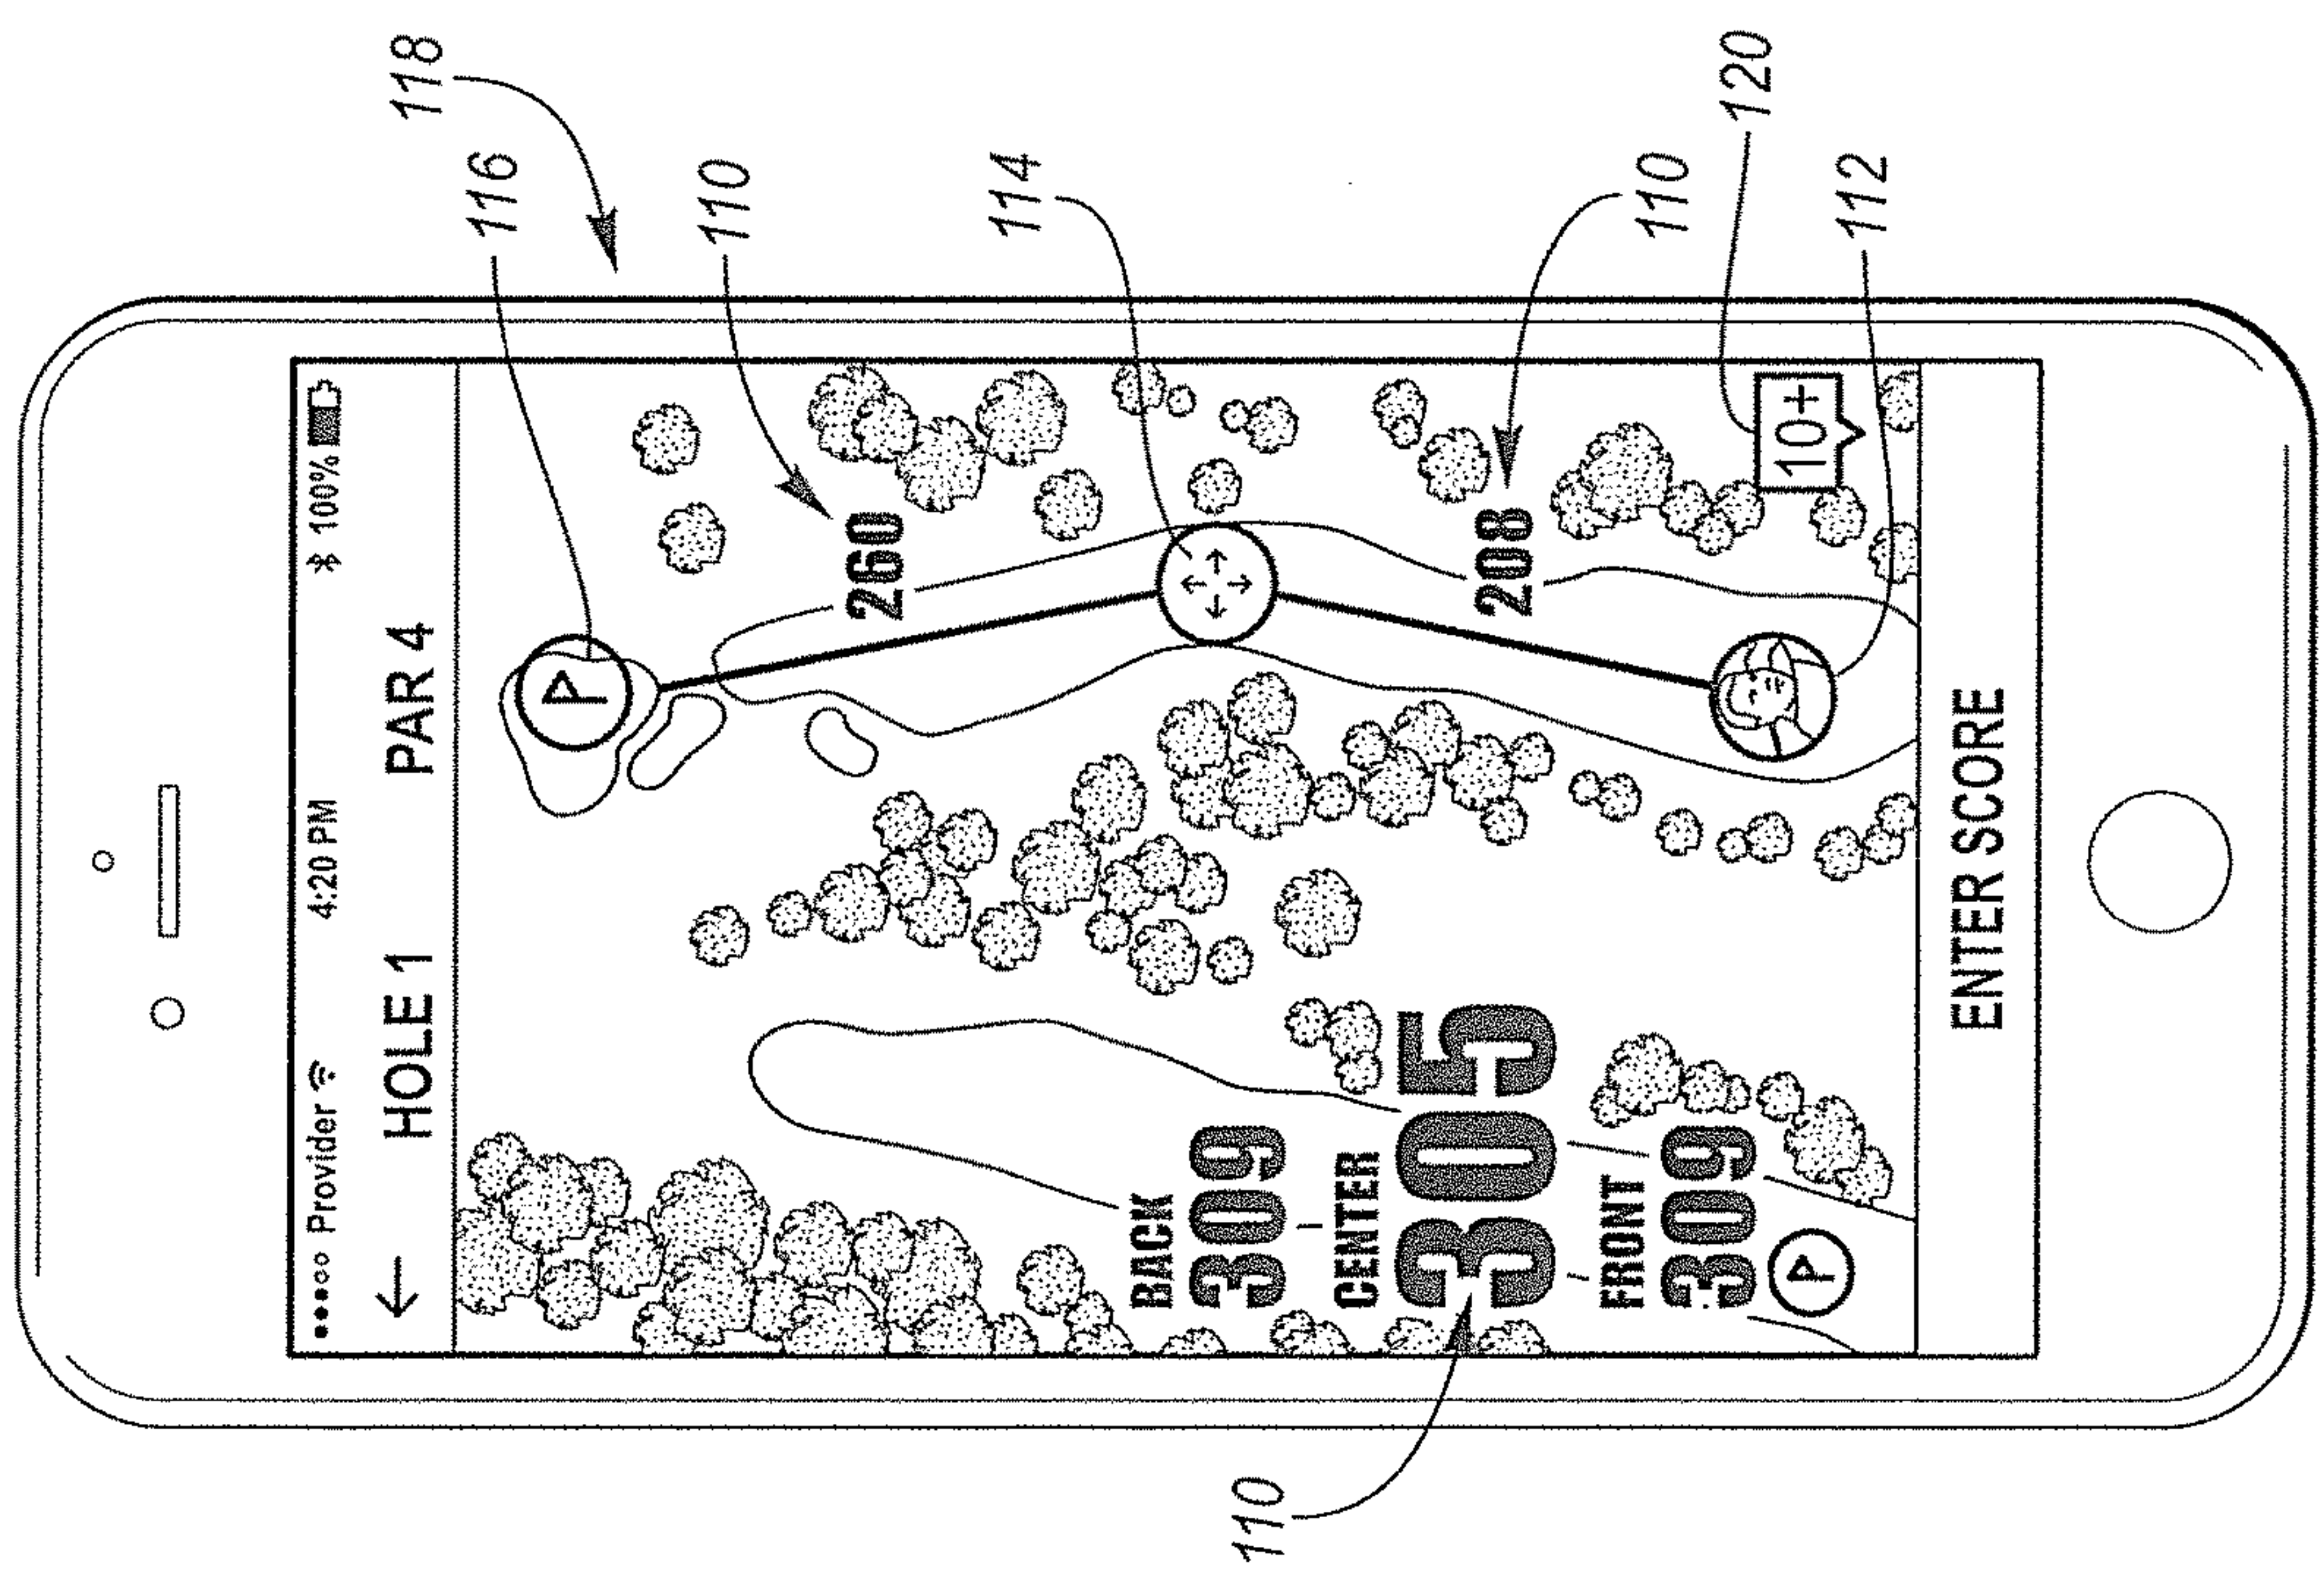 118
116
110
114
110
120
112
Provider 4:20 PM 100%
← HOLE 1 PAR 4
P
260
208
10+
BACK
309
CENTER
305
FRONT
309
P
ENTER SCORE
110